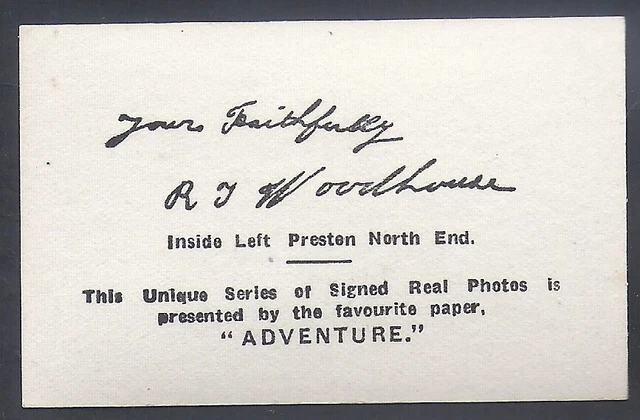 Yours Faithfully
R T Woodhouse
Inside Left Preston North End.
This Unique Series of Signed Real Photos is
presented by the favourite paper,
“ADVENTURE.”